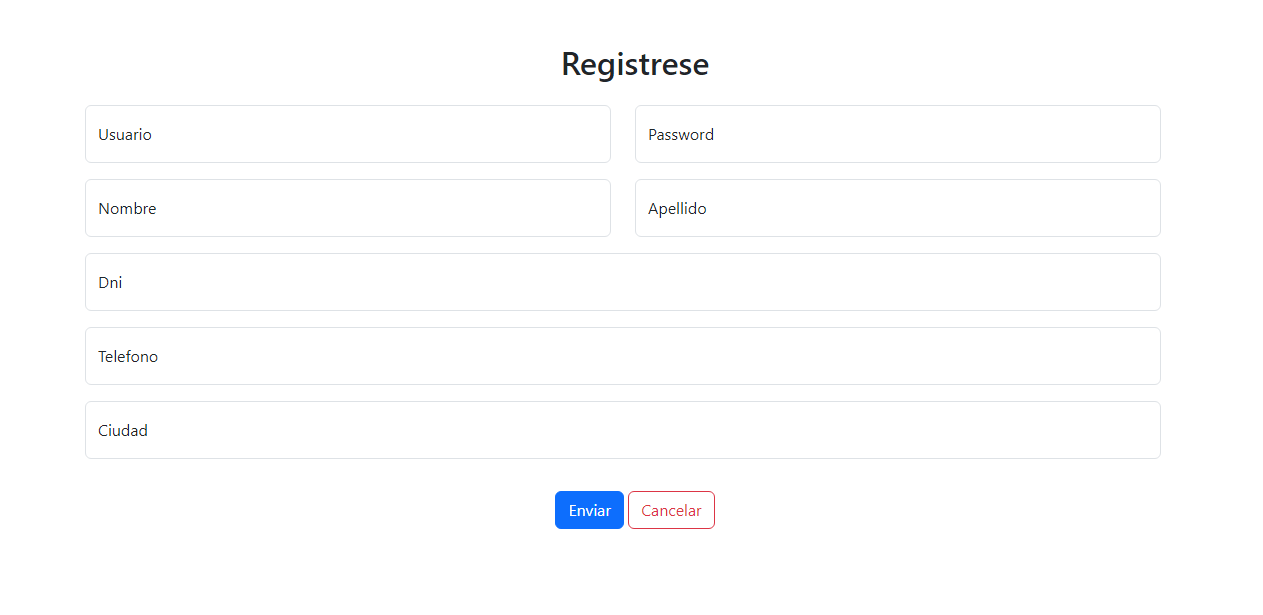 Registrese
Usuario Password
Nombre Apellido
Dni
Telefono
Ciudad
Enviar Cancelar